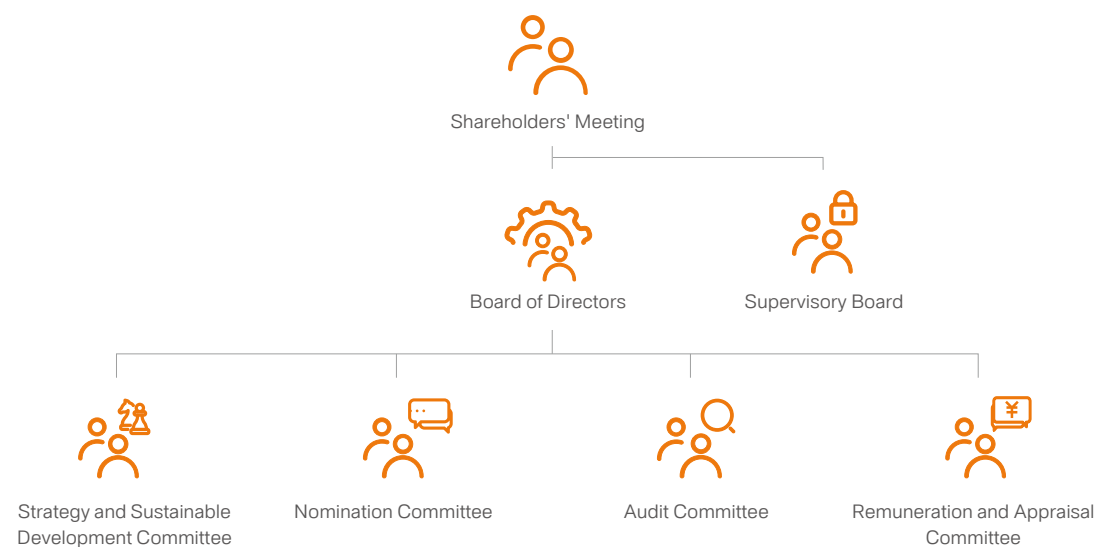 Shareholders' Meeting
Board of Directors
Supervisory Board
Strategy and Sustainable
Development Committee
Nomination Committee
Audit Committee
¥
Remuneration and Appraisal
Committee